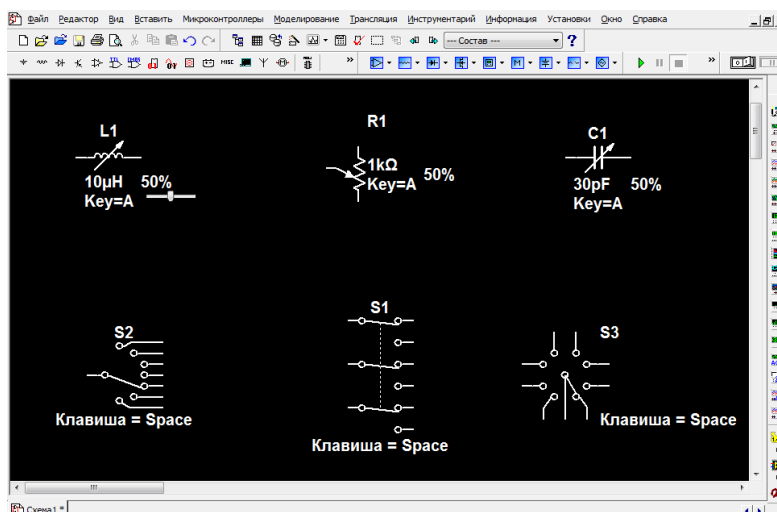 Файл Редактор Вид Вставить Микроконтроллеры Моделирование Трансляция Инструментарий Информация Установки Окно Справка
--- Состав ---
?
MISC
L1
10µH 50%
Key=A
R1
1kΩ
Key=A 50%
C1
30pF 50%
Key=A
S2
Клавиша = Space
S1
Клавиша = Space
S3
Клавиша = Space
Схема1 *